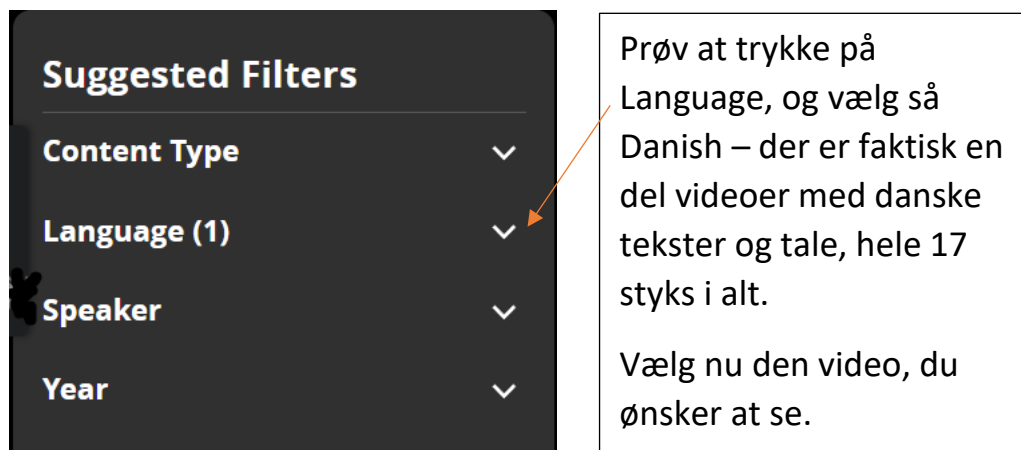 Suggested Filters
Content Type
Language (1)
Speaker
Year
Prøv at trykke på
Language, og vælg så
Danish – der er faktisk en
del videoer med danske
tekster og tale, hele 17
styks i alt.
Vælg nu den video, du
ønsker at se.